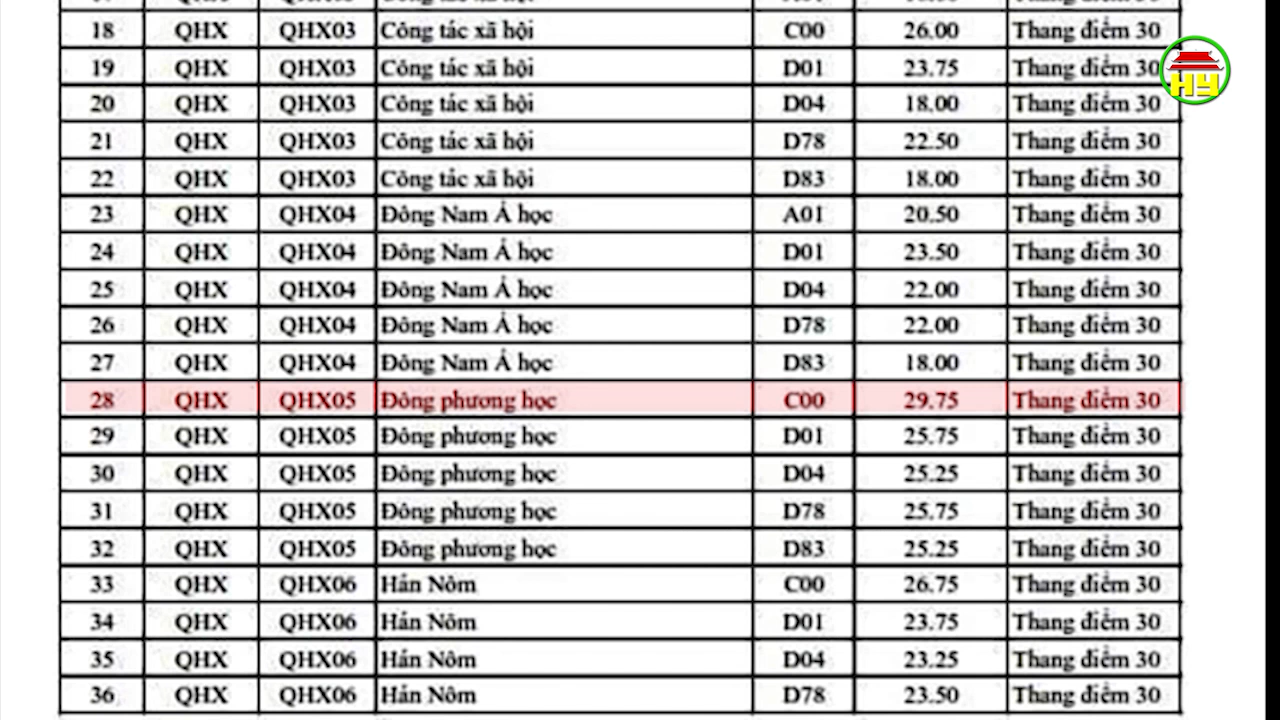 18 QHX QHX03 Công tác xã hội C00 26.00 Thang điểm 30
19 QHX QHX03 Công tác xã hội D01 23.75 Thang điểm 30
20 QHX QHX03 Công tác xã hội D04 18.00 Thang điểm 30
21 QHX QHX03 Công tác xã hội D78 22.50 Thang điểm 30
22 QHX QHX03 Công tác xã hội D83 18.00 Thang điểm 30
23 QHX QHX04 Đông Nam Á học A01 20.50 Thang điểm 30
24 QHX QHX04 Đông Nam Á học D01 23.50 Thang điểm 30
25 QHX QHX04 Đông Nam Á học D04 22.00 Thang điểm 30
26 QHX QHX04 Đông Nam Á học D78 22.00 Thang điểm 30
27 QHX QHX04 Đông Nam Á học D83 18.00 Thang điểm 30
28 QHX QHX05 Đông phương học C00 29.75 Thang điểm 30
29 QHX QHX05 Đông phương học D01 25.75 Thang điểm 30
30 QHX QHX05 Đông phương học D04 25.25 Thang điểm 30
31 QHX QHX05 Đông phương học D78 25.75 Thang điểm 30
32 QHX QHX05 Đông phương học D83 25.25 Thang điểm 30
33 QHX QHX06 Hán Nôm C00 26.75 Thang điểm 30
34 QHX QHX06 Hán Nôm D01 23.75 Thang điểm 30
35 QHX QHX06 Hán Nôm D04 23.25 Thang điểm 30
36 QHX QHX06 Hán Nôm D78 23.50 Thang điểm 30
HY